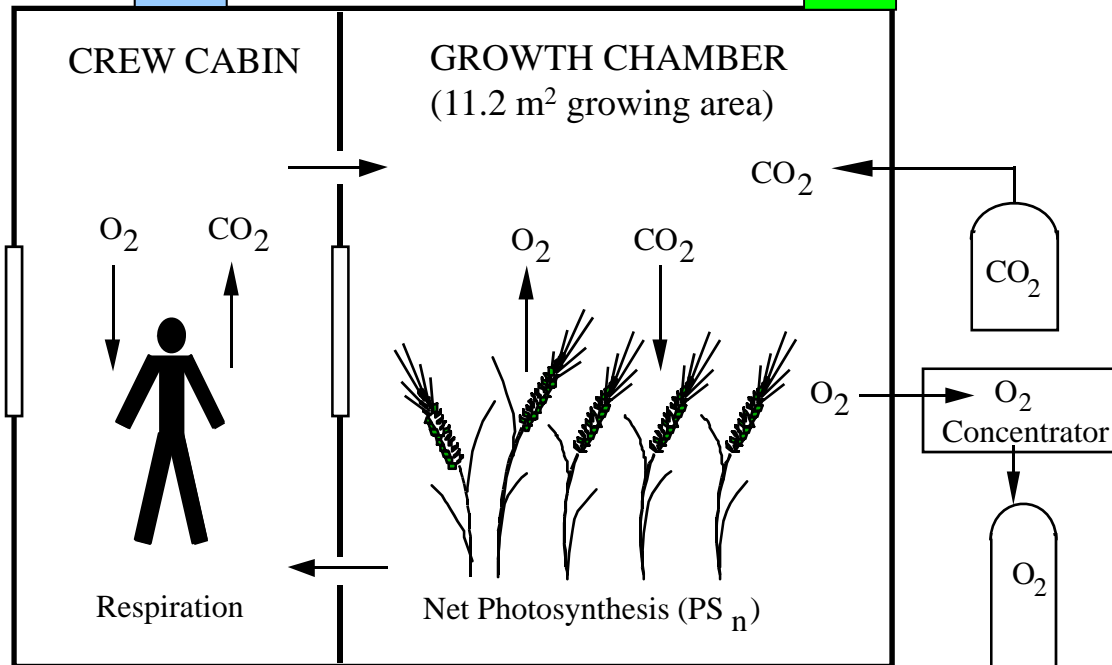 CREW CABIN
GROWTH CHAMBER
(11.2 m² growing area)
CO₂
O₂
CO₂
O₂
CO₂
CO₂
O₂
O₂
Concentrator
O₂
Respiration
Net Photosynthesis (PS n)